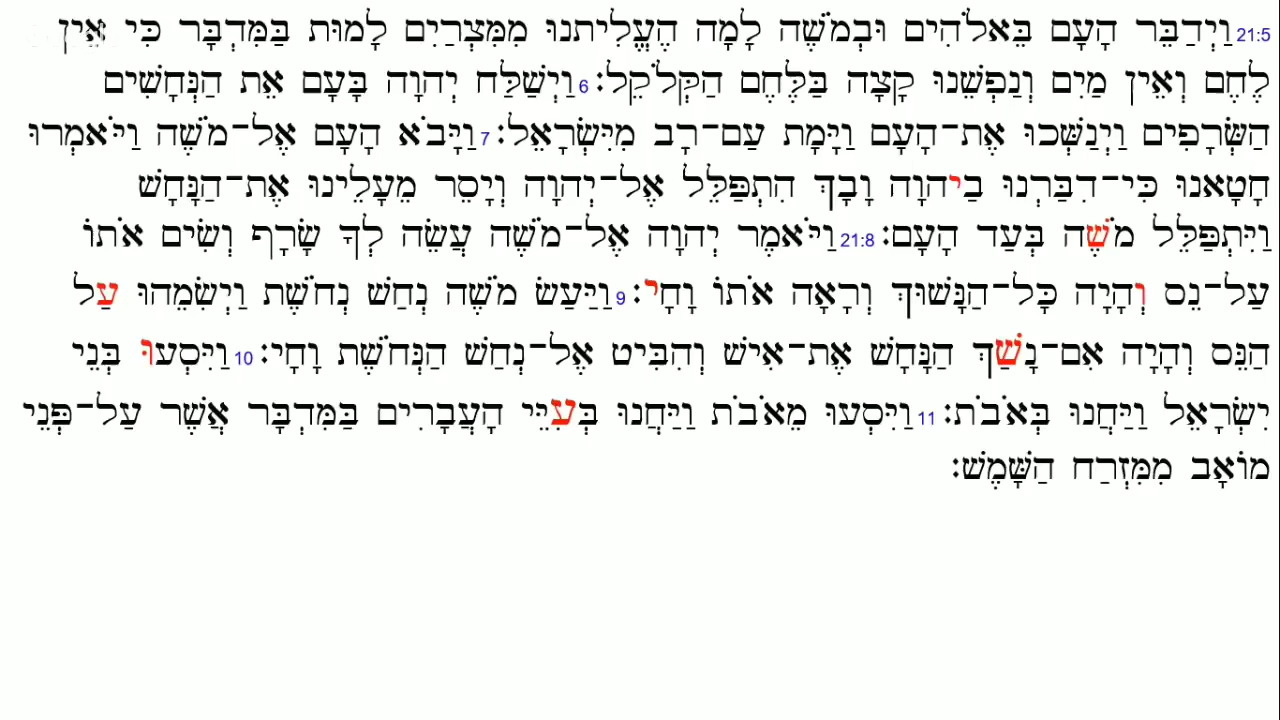 21:5 וַיְדַבֵּר הָעָם בֵּאלֹהִים וּבְמֹשֶׁה לָמָה הֶעֱלִיתנוּ מִמִּצְרַיִם לָמוּת בַּמִּדְבָּר כִּי אֵין
לֶחֶם וְאֵין מַיִם וְנַפְשֵׁנוּ קָצָה בַּלֶּחֶם הַקְּלֹקֵל׃ 6 וַיְשַׁלַּח יְהוָה בָּעָם אֵת הַנְּחָשִׁים
הַשְּׂרָפִים וַיְנַשְּׁכוּ אֶת־הָעָם וַיָּמָת עַם־רָב מִיִּשְׂרָאֵל׃ 7 וַיָּבֹא הָעָם אֶל־מֹשֶׁה וַיֹּאמְרוּ
חָטָאנוּ כִּי־דִבַּרְנוּ בַיהוָה וָבָךְ הִתְפַּלֵּל אֶל־יְהוָה וְיָסֵר מֵעָלֵינוּ אֶת־הַנָּחָשׁ
וַיִּתְפַּלֵּל מֹשֶׁה בְּעַד הָעָם׃ 21:8 וַיֹּאמֶר יְהוָה אֶל־מֹשֶׁה עֲשֵׂה לְךָ שָׂרָף וְשִׂים אֹתוֹ
עַל־נֵס וְהָיָה כָּל־הַנָּשׁוּךְ וְרָאָה אֹתוֹ וָחָי׃ 9 וַיַּעַשׂ מֹשֶׁה נְחַשׁ נְחֹשֶׁת וַיְשִׂמֵהוּ עַל
הַנֵּס וְהָיָה אִם־נָשַׁךְ הַנָּחָשׁ אֶת־אִישׁ וְהִבִּיט אֶל־נְחַשׁ הַנְּחֹשֶׁת וָחָי׃ 10 וַיִּסְעוּ בְּנֵי
יִשְׂרָאֵל וַיַּחֲנוּ בְּאֹבֹת׃ 11 וַיִּסְעוּ מֵאֹבֹת וַיַּחֲנוּ בְּעִיֵּיי הָעֲבָרִים בַּמִּדְבָּר אֲשֶׁר עַל־פְּנֵי
מוֹאָב מִמִּזְרַח הַשָּׁמֶשׁ׃